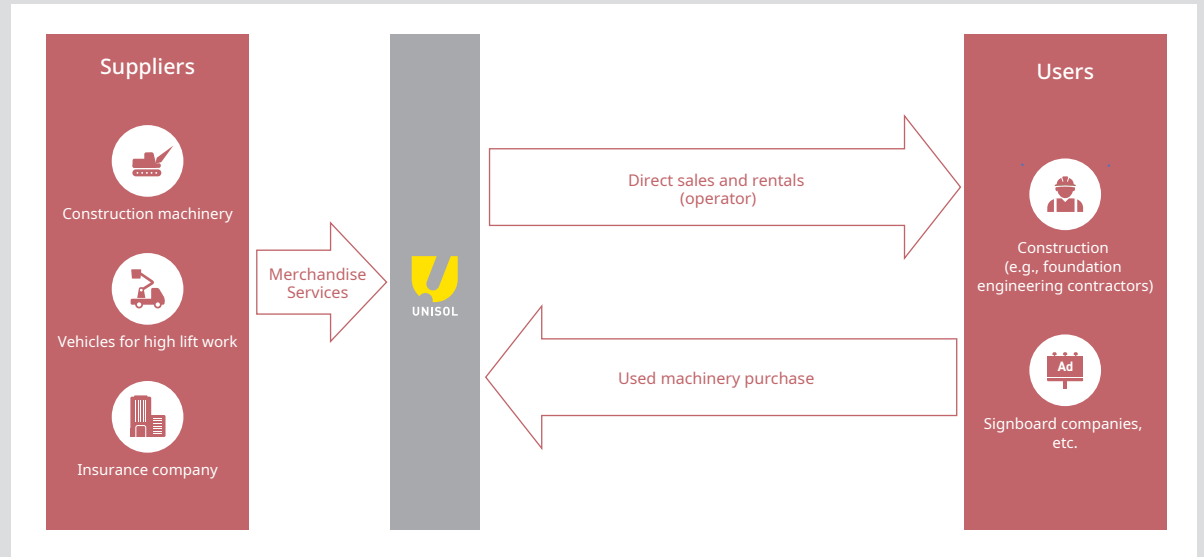 Suppliers
Construction machinery
Vehicles for high lift work
Insurance company
Merchandise
Services
UNISOL
Direct sales and rentals
(operator)
Used machinery purchase
Users
Construction
(e.g., foundation
engineering contractors)
Ad
Signboard companies,
etc.